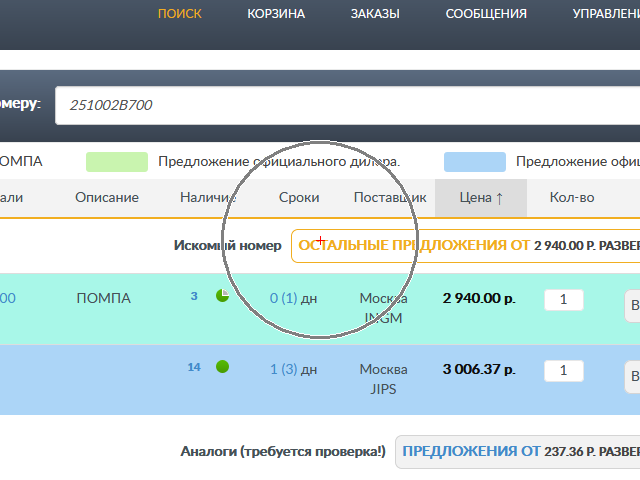 ПОИСК КОРЗИНА ЗАКАЗЫ СООБЩЕНИЯ УПРАВЛЕНИ
омеру: 251002B700
ОМПА Предложение официального дилера. Предложение офиц
али Описание Наличие Сроки Поставщик Цена ↑ Кол-во
Искомый номер ОСТАЛЬНЫЕ ПРЕДЛОЖЕНИЯ ОТ 2 940.00 Р. РАЗВЕР
00 ПОМПА 3 0 (1) дн Москва 2 940.00 р. 1 В
INGM
14 1 (3) дн Москва 3 006.37 р. 1 В
JIPS
Аналоги (требуется проверка!) ПРЕДЛОЖЕНИЯ ОТ 237.36 Р. РАЗВЕР